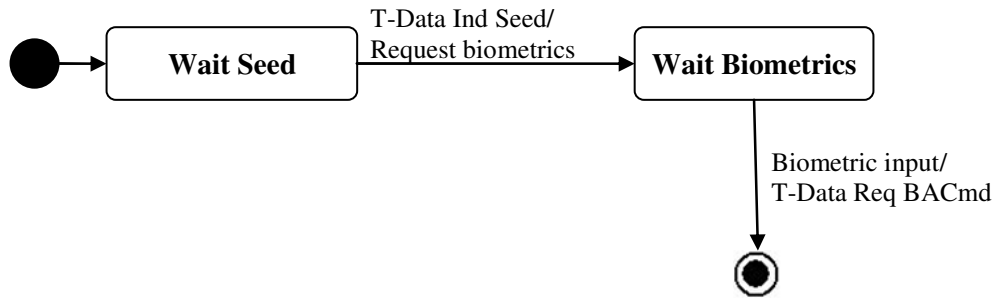 T-Data Ind Seed/
Request biometrics
Wait Seed
Wait Biometrics
Biometric input/
T-Data Req BACmd